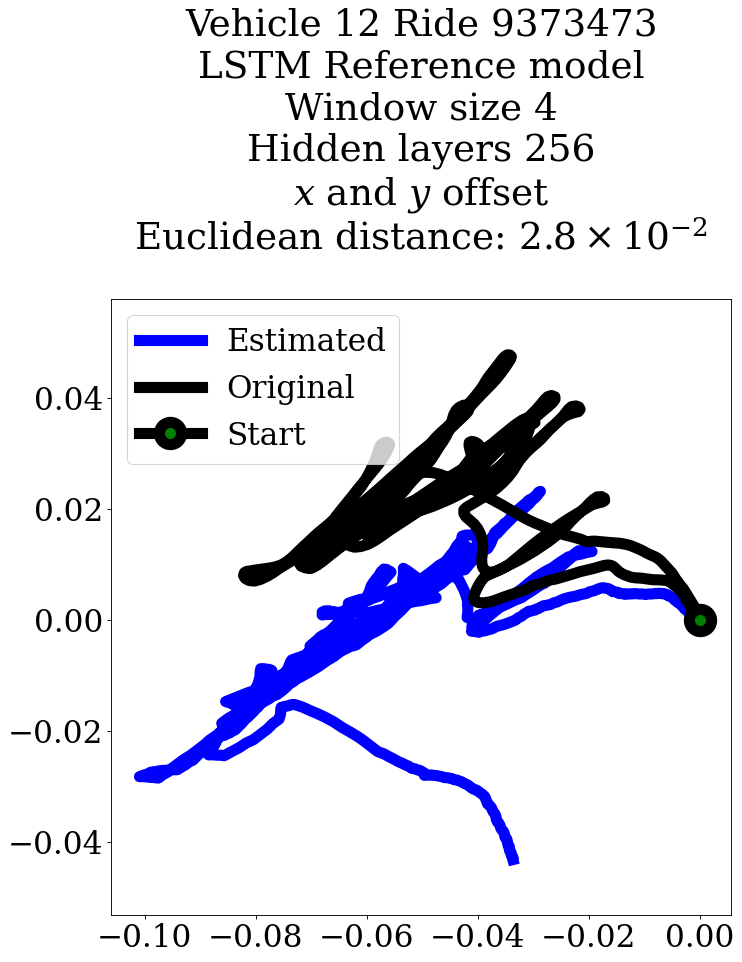 Vehicle 12 Ride 9373473
LSTM Reference model
Window size 4
Hidden layers 256
x and y offset
Euclidean distance: 2.8 × 10⁻²
Estimated
Original
Start
0.04
0.02
0.00
−0.02
−0.04
−0.10 −0.08 −0.06 −0.04 −0.02 0.00